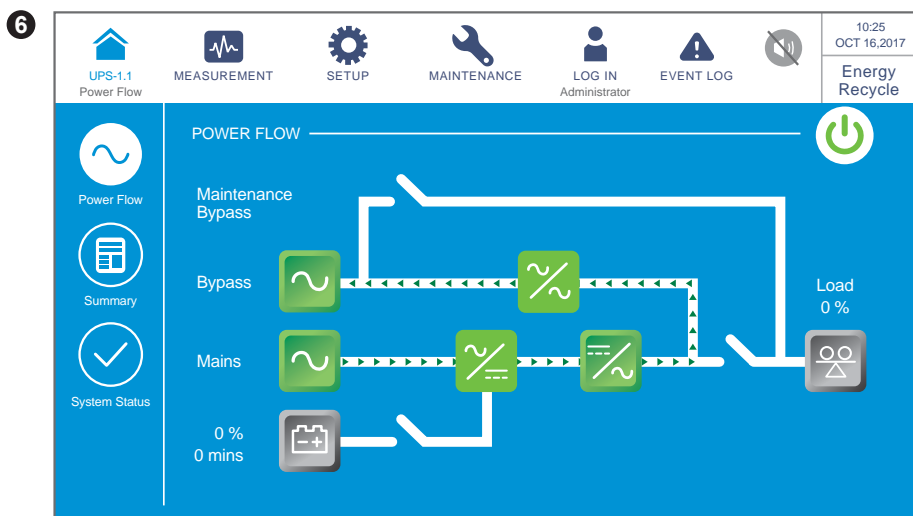 6
UPS-1.1
Power Flow
MEASUREMENT
SETUP
MAINTENANCE
LOG IN
Administrator
EVENT LOG
10:25
OCT 16,2017
Energy
Recycle
POWER FLOW
Power Flow
Summary
System Status
Maintenance
Bypass
Bypass
Mains
0 %
0 mins
Load
0 %